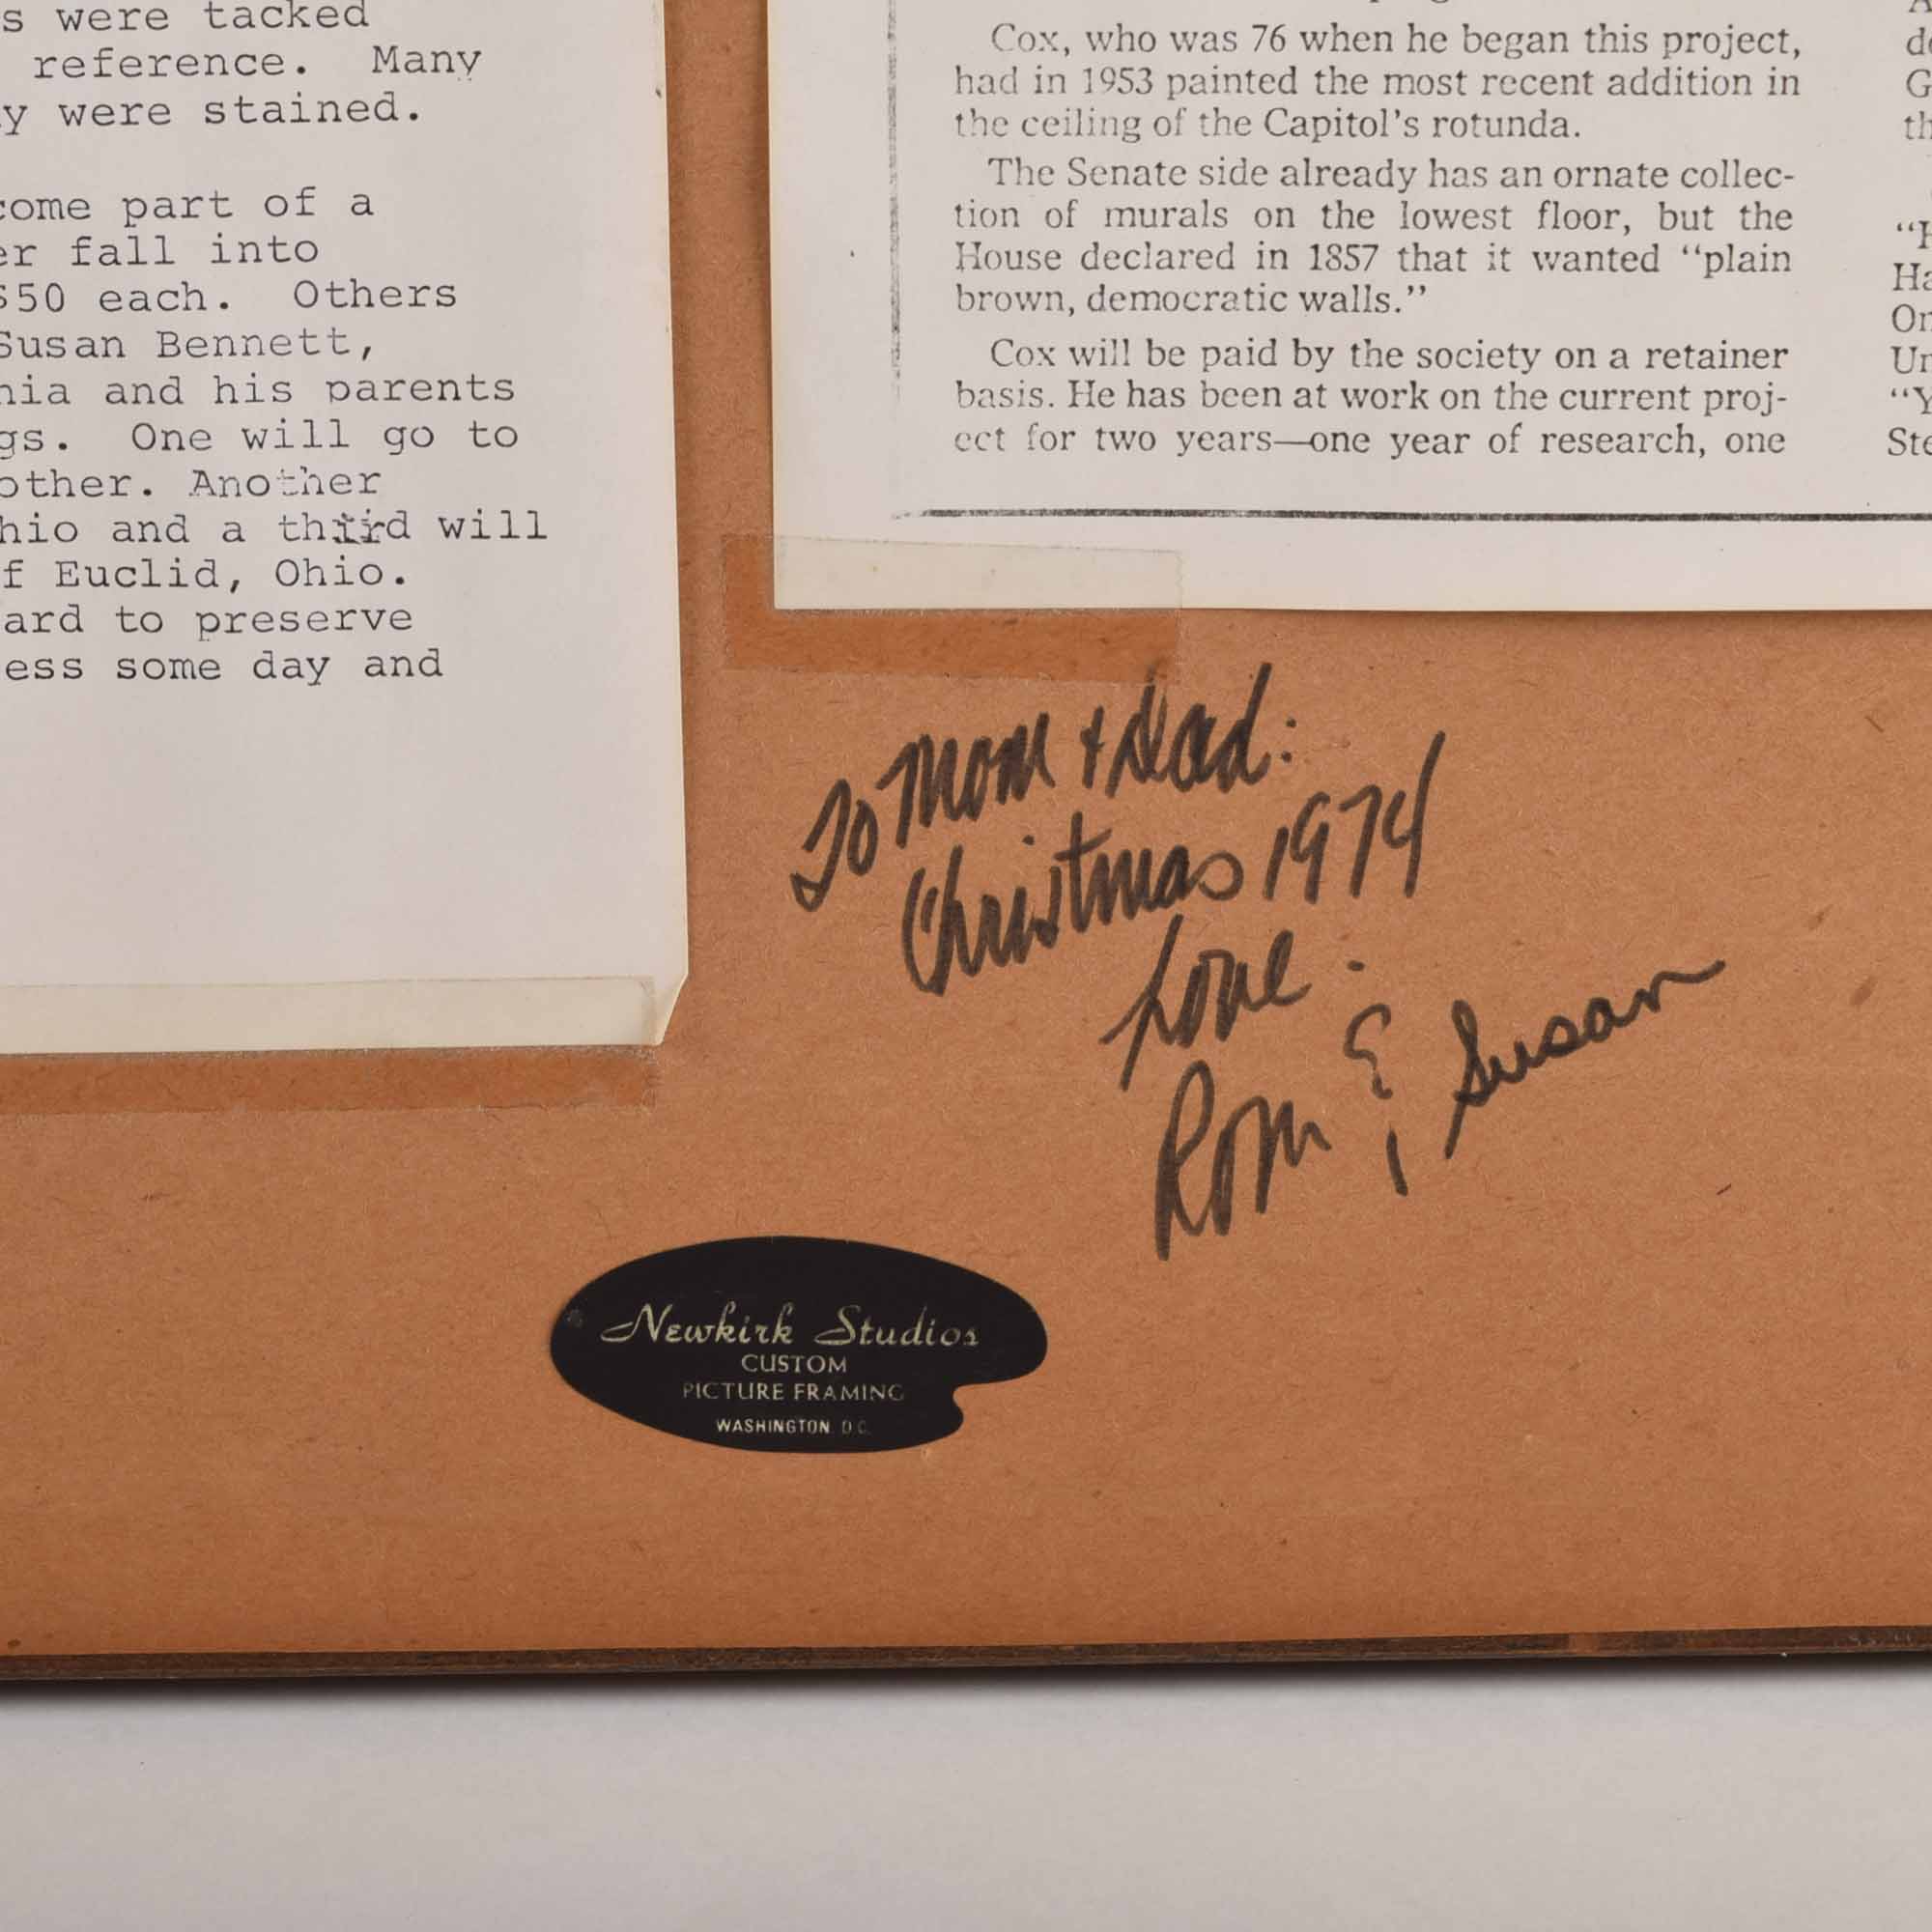 s were tacked
reference. Many
y were stained.
come part of a
er fall into
$50 each. Others
Susan Bennett,
nia and his parents
gs. One will go to
other. Another
hio and a third will
f Euclid, Ohio.
ard to preserve
ess some day and
Cox, who was 76 when he began this project,
had in 1953 painted the most recent addition in
the ceiling of the Capitol's rotunda.
The Senate side already has an ornate collec-
tion of murals on the lowest floor, but the
House declared in 1857 that it wanted “plain
brown, democratic walls.”
Cox will be paid by the society on a retainer
basis. He has been at work on the current proj-
ect for two years—one year of research, one
th
“H
Ha
On
Un
“Y
Ste
To Mom + Dad:
Christmas 1974
Love.
Rom & Susan
Newkirk Studios
CUSTOM
PICTURE FRAMING
WASHINGTON D.C.